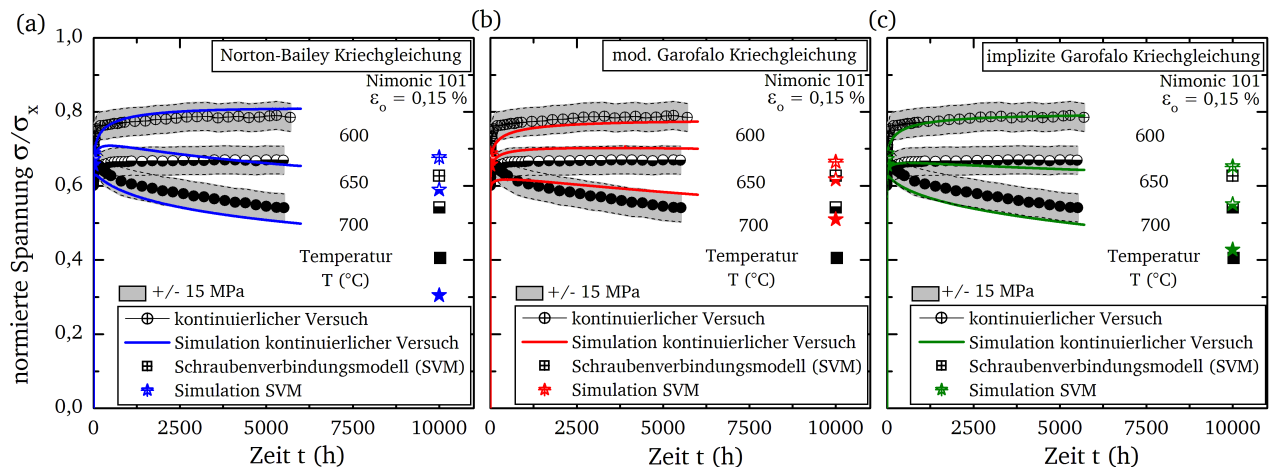 (a)
normierte Spannung σ/σx
1,0
0,8
0,6
0,4
0,2
0,0
Norton-Bailey Kriechgleichung
Nimonic 101
εo = 0,15 %
600
650
700
Temperatur
T (°C)
+/- 15 MPa
kontinuierlicher Versuch
Simulation kontinuierlicher Versuch
Schraubenverbindungsmodell (SVM)
Simulation SVM
0 2500 5000 7500 10000
Zeit t (h)
(b)
mod. Garofalo Kriechgleichung
Nimonic 101
εo = 0,15 %
600
650
700
Temperatur
T (°C)
+/- 15 MPa
kontinuierlicher Versuch
Simulation kontinuierlicher Versuch
Schraubenverbindungsmodell (SVM)
Simulation SVM
0 2500 5000 7500 10000
Zeit t (h)
(c)
implizite Garofalo Kriechgleichung
Nimonic 101
εo = 0,15 %
600
650
700
Temperatur
T (°C)
+/- 15 MPa
kontinuierlicher Versuch
Simulation kontinuierlicher Versuch
Schraubenverbindungsmodell (SVM)
Simulation SVM
0 2500 5000 7500 10000
Zeit t (h)